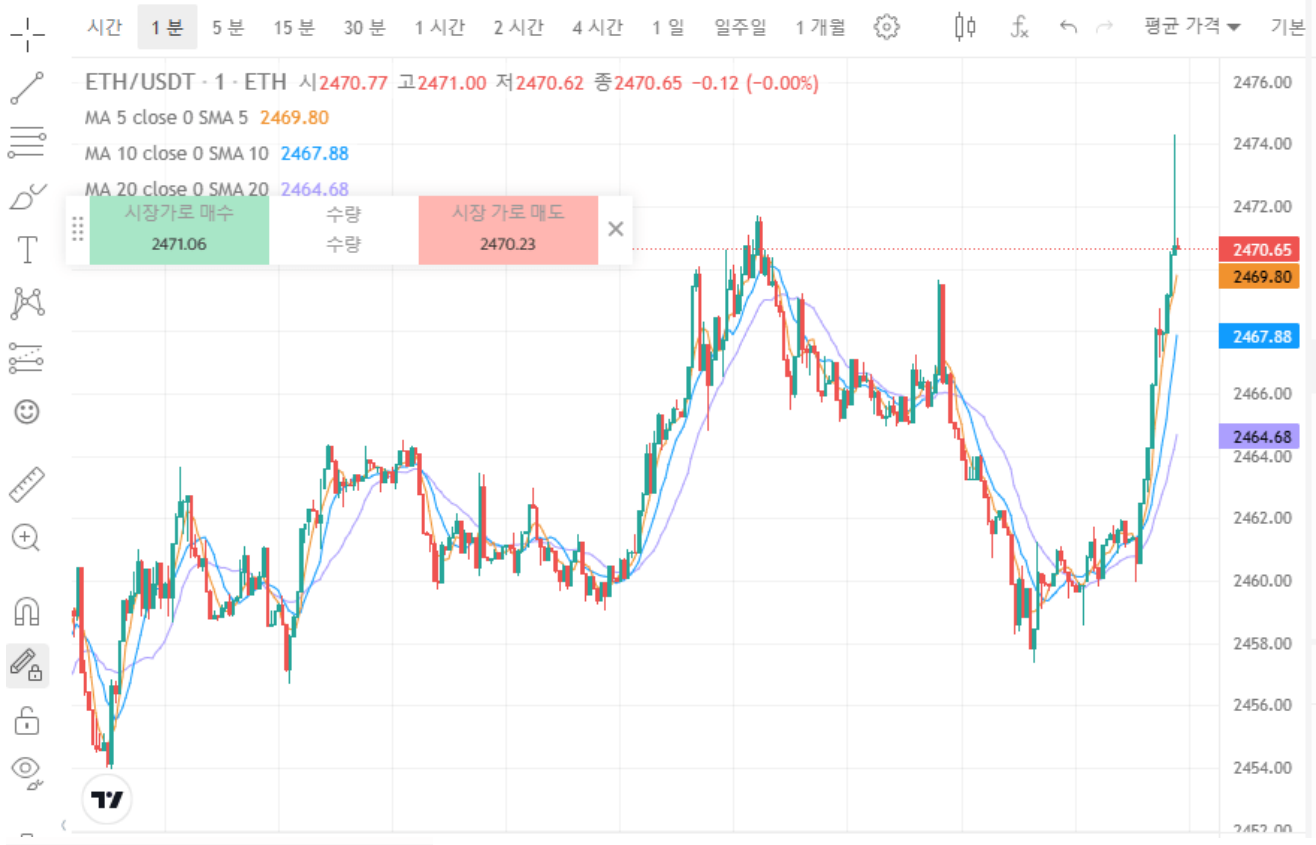 시간 1 분 5 분 15 분 30 분 1 시간 2 시간 4 시간 1 일 일주일 1 개월 평균 가격 기본
ETH/USDT · 1 · ETH 시2470.77 고2471.00 저2470.62 종2470.65 −0.12 (−0.00%)
MA 5 close 0 SMA 5 2469.80
MA 10 close 0 SMA 10 2467.88
MA 20 close 0 SMA 20 2464.68
시장가로 매수 수량 시장 가로 매도
2471.06 수량 2470.23
2476.00
2474.00
2472.00
2470.65
2469.80
2467.88
2466.00
2464.68
2464.00
2462.00
2460.00
2458.00
2456.00
2454.00
2452.00